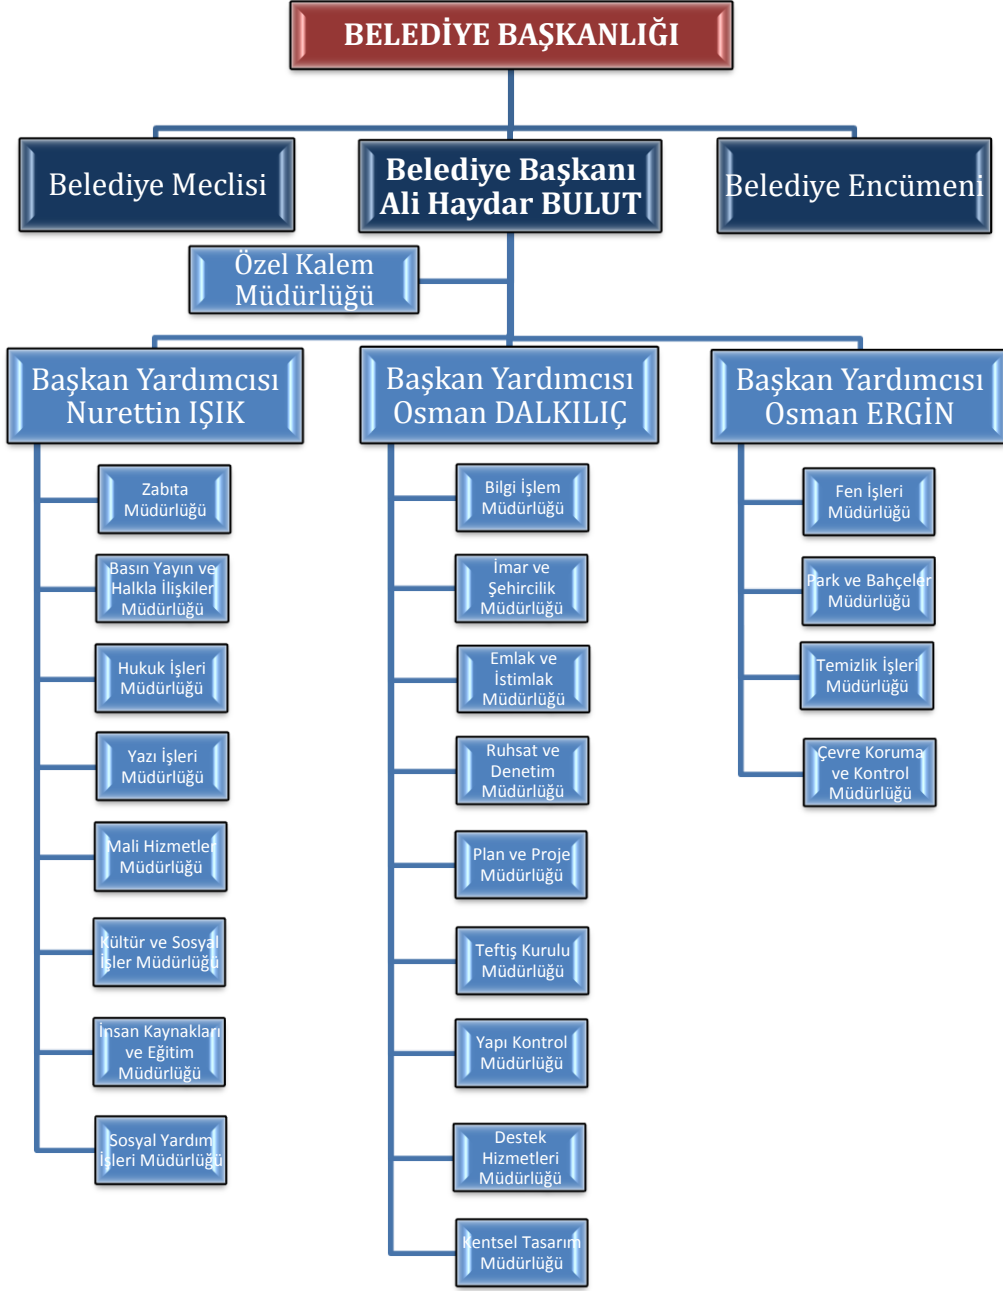 BELEDİYE BAŞKANLIĞI
Belediye Meclisi
Belediye Başkanı
Ali Haydar BULUT
Belediye Encümeni
Özel Kalem
Müdürlüğü
Başkan Yardımcısı
Nurettin IŞIK
Başkan Yardımcısı
Osman DALKILIÇ
Başkan Yardımcısı
Osman ERGİN
Zabıta
Müdürlüğü
Basın Yayın ve
Halkla İlişkiler
Müdürlüğü
Hukuk İşleri
Müdürlüğü
Yazı İşleri
Müdürlüğü
Mali Hizmetler
Müdürlüğü
Kültür ve Sosyal
İşler Müdürlüğü
İnsan Kaynakları
ve Eğitim
Müdürlüğü
Sosyal Yardım
İşleri Müdürlüğü
Bilgi İşlem
Müdürlüğü
İmar ve
Şehircilik
Müdürlüğü
Emlak ve
İstimlak
Müdürlüğü
Ruhsat ve
Denetim
Müdürlüğü
Plan ve Proje
Müdürlüğü
Teftiş Kurulu
Müdürlüğü
Yapı Kontrol
Müdürlüğü
Destek
Hizmetleri
Müdürlüğü
Kentsel Tasarım
Müdürlüğü
Fen İşleri
Müdürlüğü
Park ve Bahçeler
Müdürlüğü
Temizlik İşleri
Müdürlüğü
Çevre Koruma
ve Kontrol
Müdürlüğü